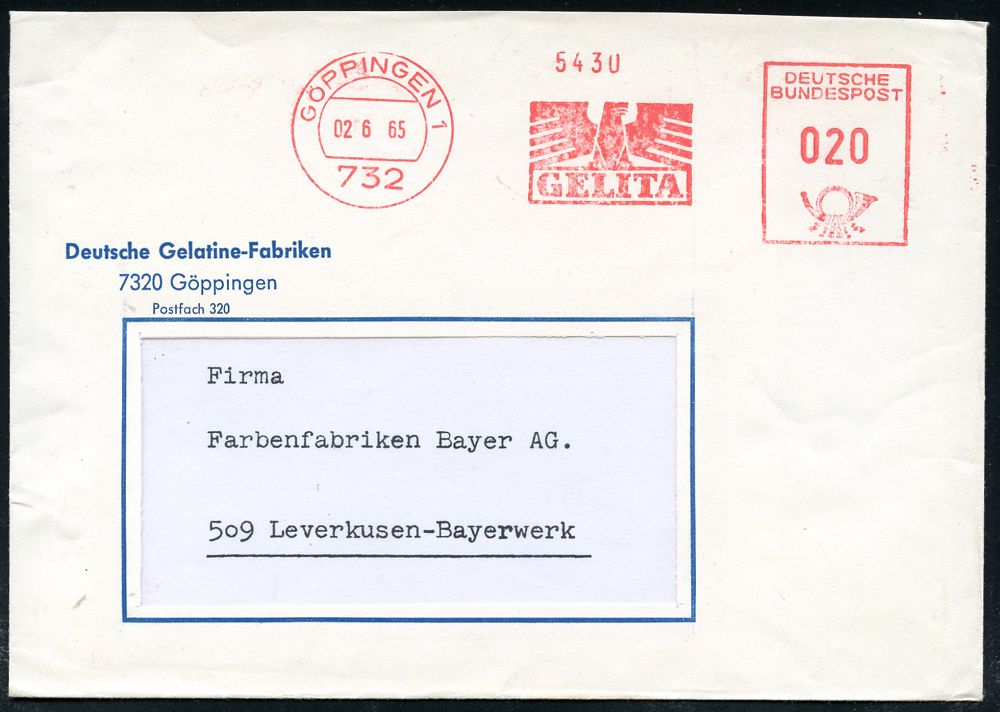 GÖPPINGEN 1
02 6 65
732
5430
GELITA
DEUTSCHE
BUNDESPOST
020
Deutsche Gelatine-Fabriken
7320 Göppingen
Postfach 320
Firma
Farbenfabriken Bayer AG.
509 Leverkusen-Bayerwerk